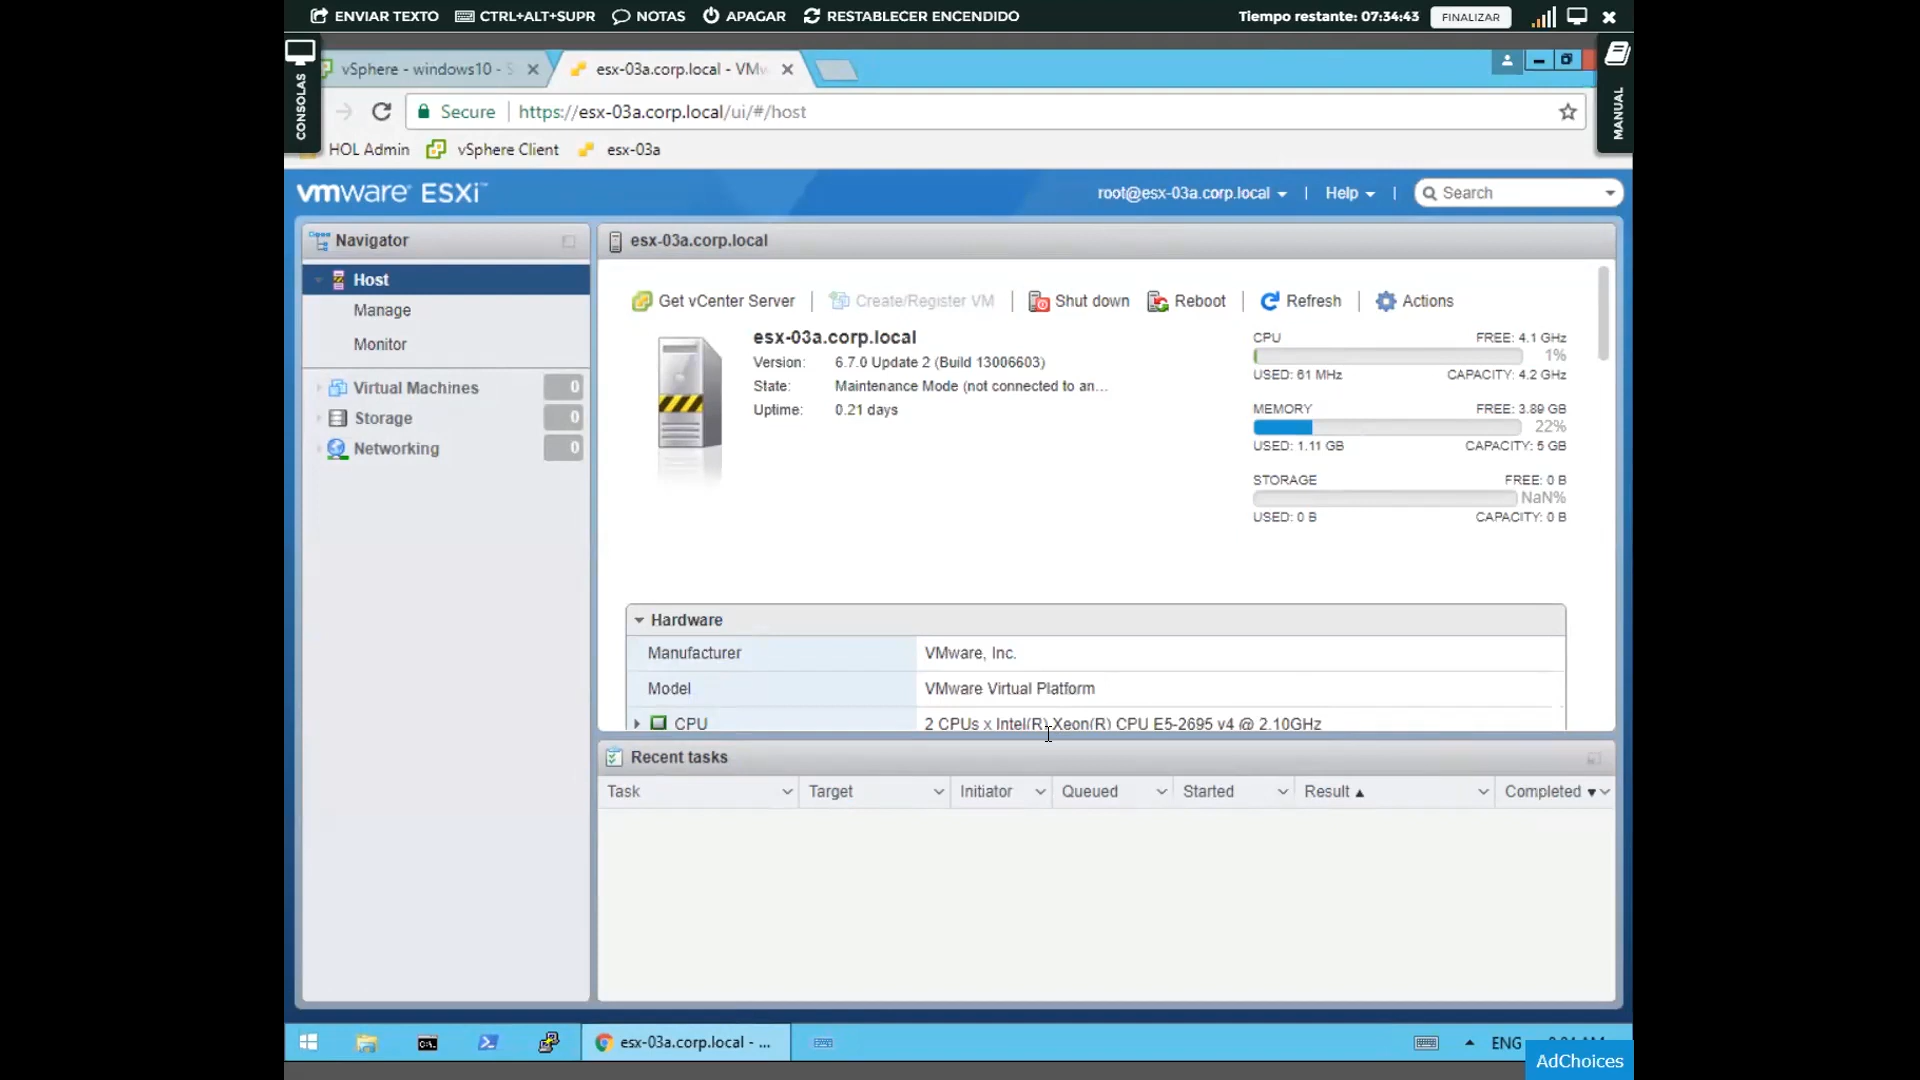 ENVIAR TEXTO CTRL+ALT+SUPR NOTAS APAGAR RESTABLECER ENCENDIDO Tiempo restante: 07:34:43 FINALIZAR
CONSOLAS
MANUAL
vSphere - windows10 - S esx-03a.corp.local - VMw
Secure https://esx-03a.corp.local/ui/#/host
HOL Admin vSphere Client esx-03a
vmware ESXi™ root@esx-03a.corp.local | Help | Search
Navigator
Host
Manage
Monitor
Virtual Machines 0
Storage 0
Networking 0
esx-03a.corp.local
Get vCenter Server | Create/Register VM | Shut down Reboot | Refresh | Actions
esx-03a.corp.local
Version: 6.7.0 Update 2 (Build 13006603)
State: Maintenance Mode (not connected to an...
Uptime: 0.21 days
CPU FREE: 4.1 GHz
1%
USED: 61 MHz CAPACITY: 4.2 GHz
MEMORY FREE: 3.89 GB
22%
USED: 1.11 GB CAPACITY: 5 GB
STORAGE FREE: 0 B
NaN%
USED: 0 B CAPACITY: 0 B
Hardware
Manufacturer VMware, Inc.
Model VMware Virtual Platform
CPU 2 CPUs x Intel(R) Xeon(R) CPU E5-2695 v4 @ 2.10GHz
Recent tasks
Task Target Initiator Queued Started Result Completed
esx-03a.corp.local - ...
ENG
AdChoices